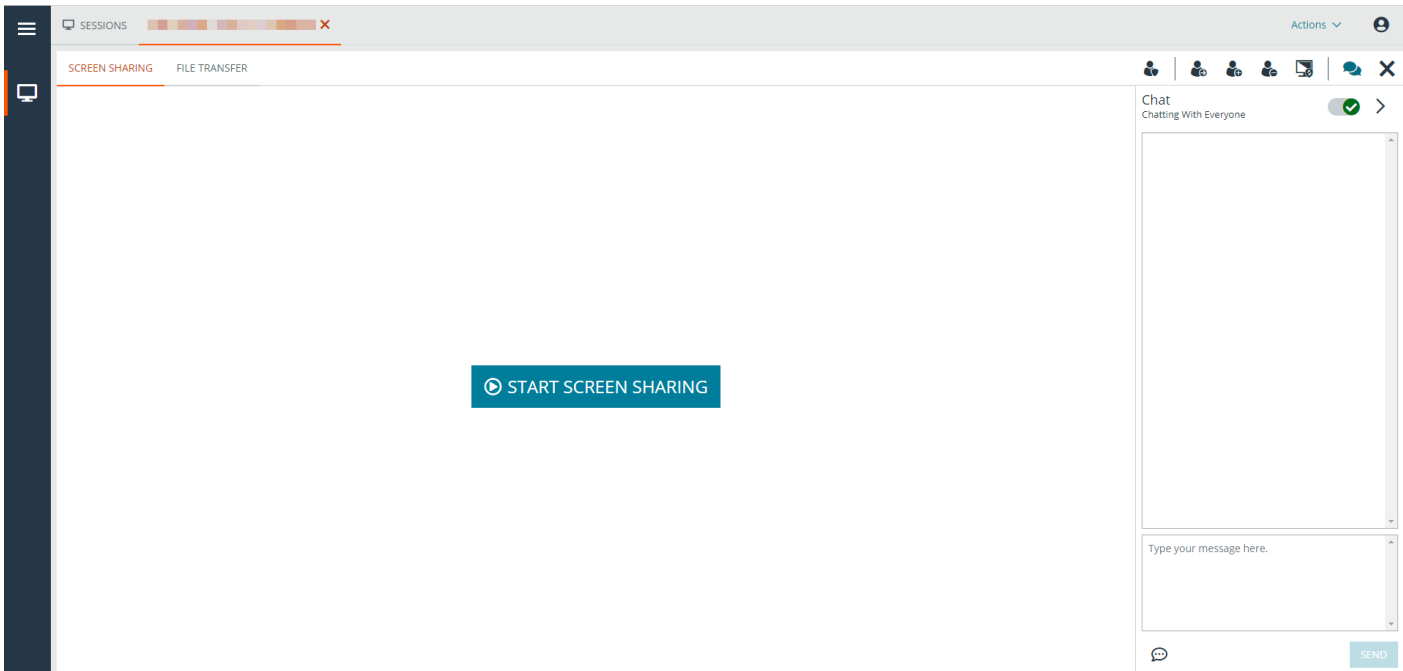 SESSIONS
Actions
SCREEN SHARING FILE TRANSFER
Chat
Chatting With Everyone
START SCREEN SHARING
Type your message here.
SEND